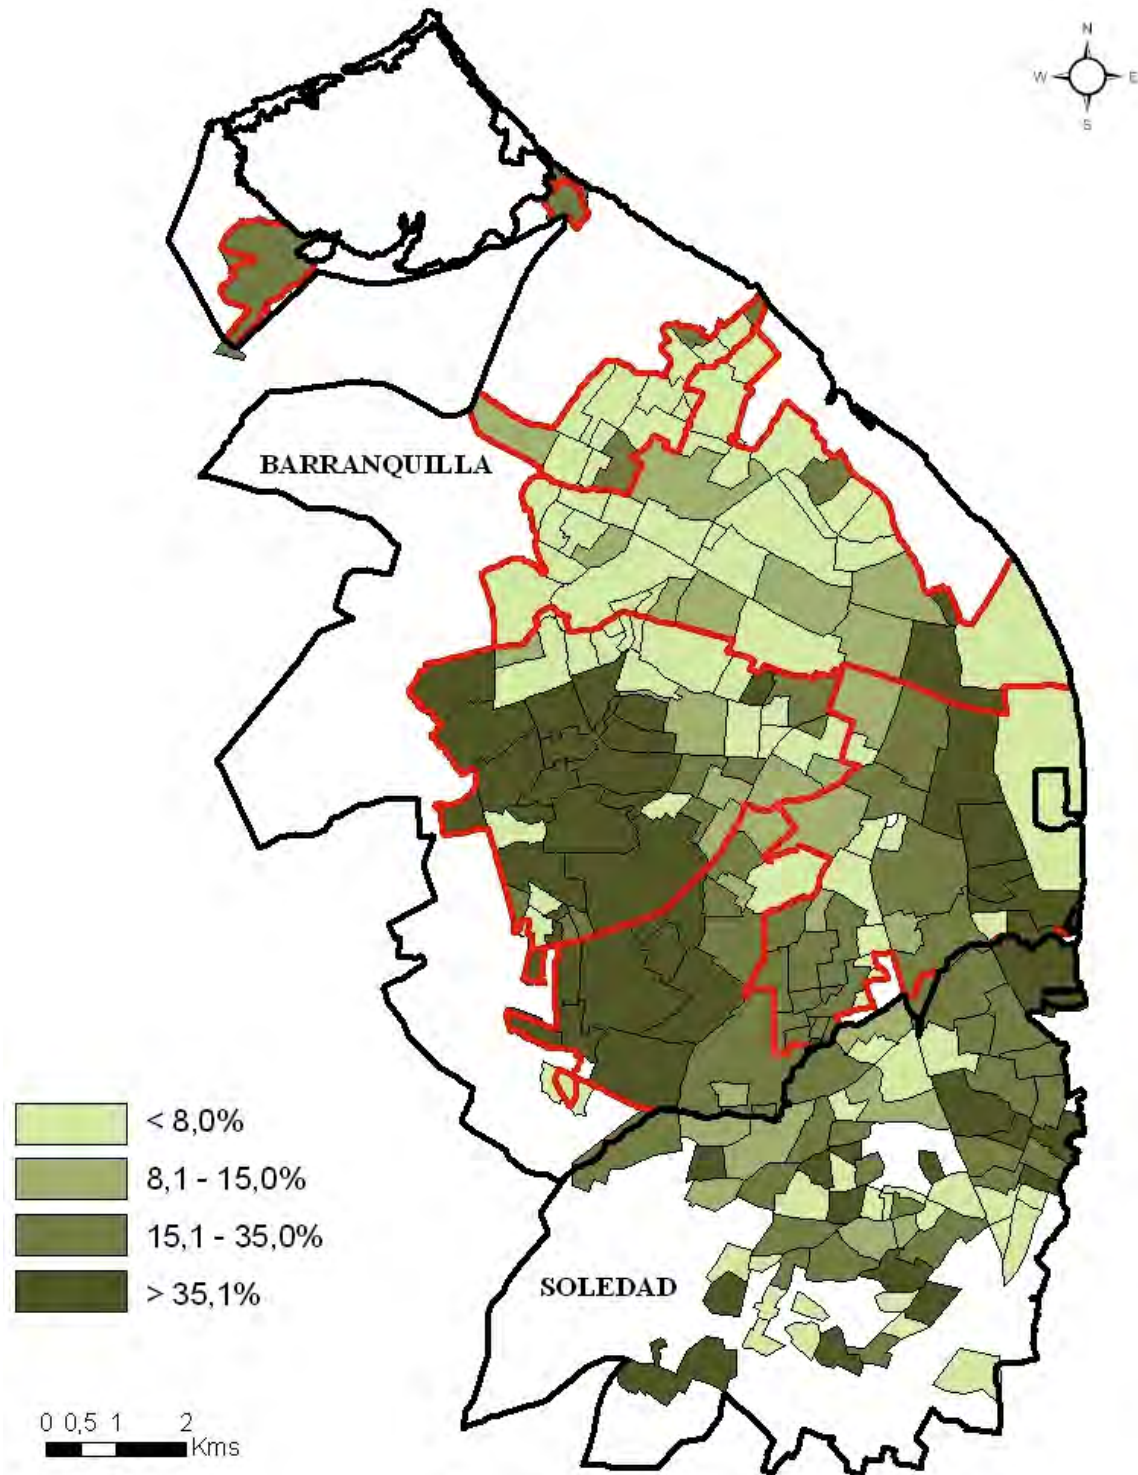 N
W E
S
BARRANQUILLA
< 8,0%
8,1 - 15,0%
15,1 - 35,0%
> 35,1%
SOLEDAD
0 0,5 1 2
Kms